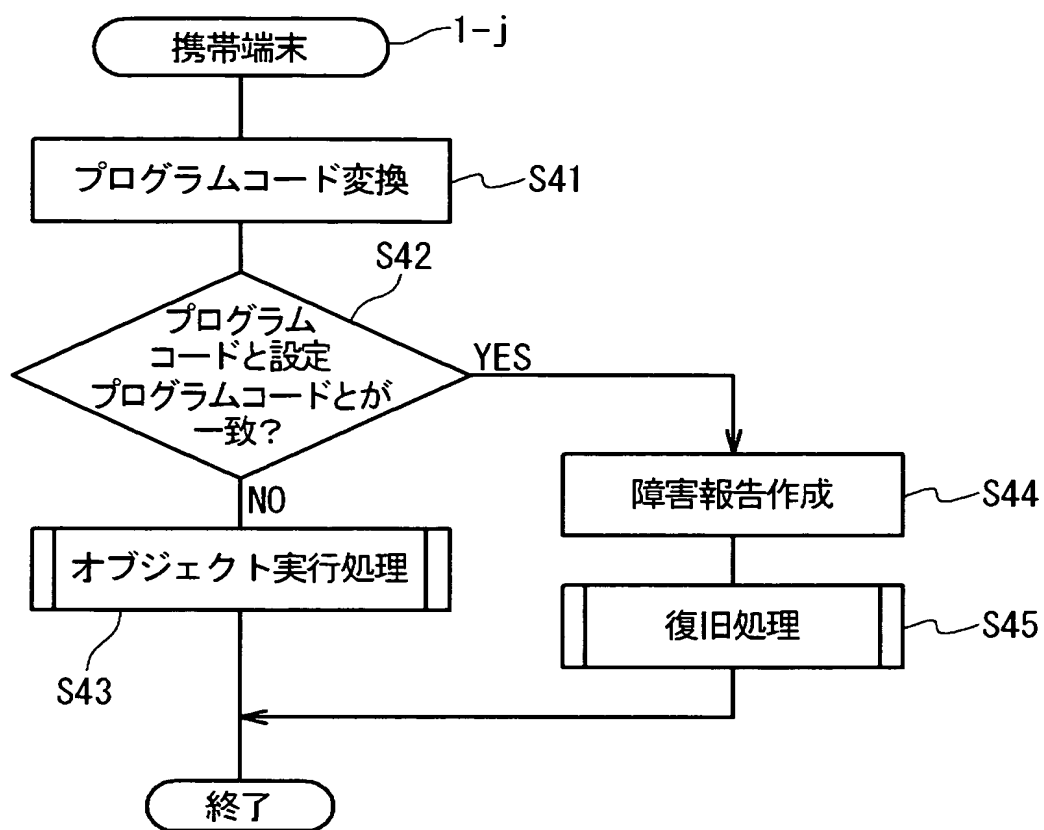 携帯端末
1-j
プログラムコード変換
S41
S42
プログラム
コードと設定
プログラムコードとが
一致?
YES
NO
障害報告作成
S44
オブジェクト実行処理
S43
復旧処理
S45
終了